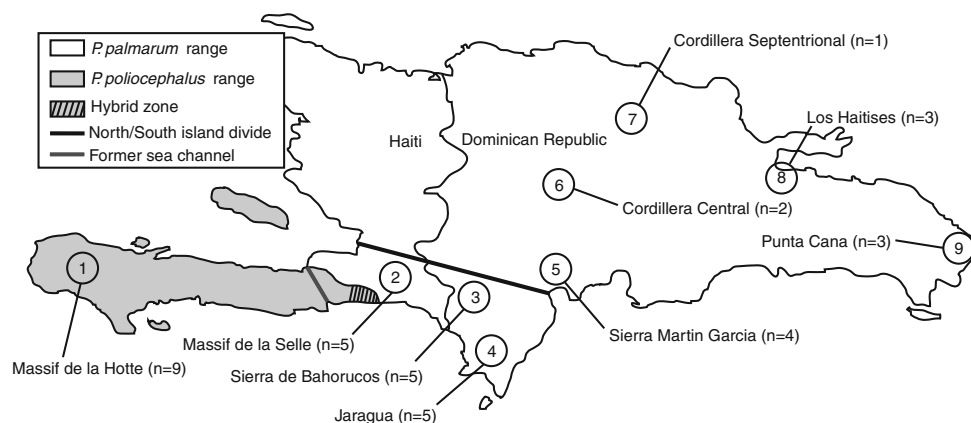 P. palmarum range
P. poliocephalus range
Hybrid zone
North/South island divide
Former sea channel
Cordillera Septentrional (n=1)
7
Los Haitises (n=3)
Haiti
Dominican Republic
8
6
Cordillera Central (n=2)
Punta Cana (n=3)
9
1
2
5
3
Massif de la Selle (n=5)
4
Sierra Martin Garcia (n=4)
Massif de la Hotte (n=9)
Sierra de Bahorucos (n=5)
Jaragua (n=5)